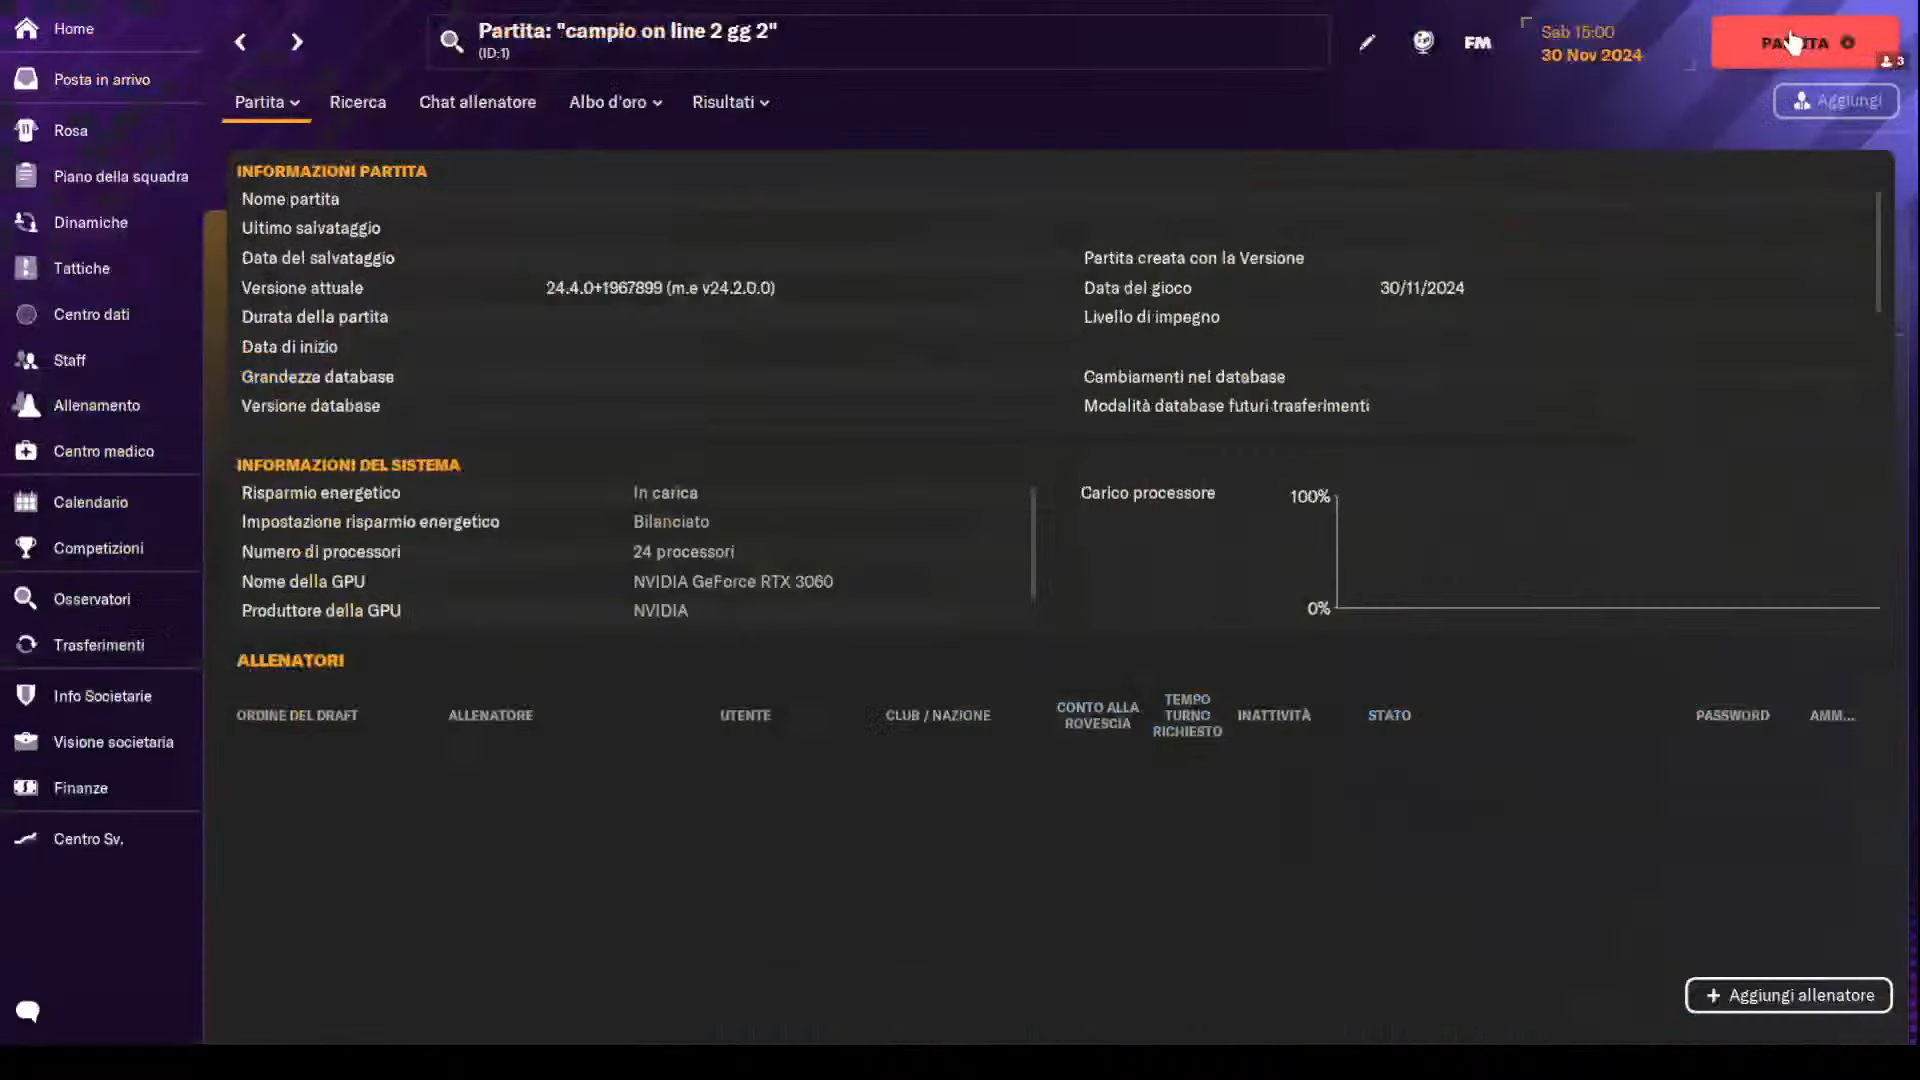 Home
Posta in arrivo
Rosa
Piano della squadra
Dinamiche
Tattiche
Centro dati
Staff
Allenamento
Centro medico
Calendario
Competizioni
Osservatori
Trasferimenti
Info Societarie
Visione societaria
Finanze
Centro Sv.
Partita: "campio on line 2 gg 2"
(ID:1)
FM
Sab 15:00
30 Nov 2024
3
Partita
Ricerca
Chat allenatore
Albo d'oro
Risultati
Aggiungi
INFORMAZIONI PARTITA
Nome partita
Ultimo salvataggio
Data del salvataggio
Partita creata con la Versione
Versione attuale 24.4.0+1967899 (m.e v24.2.0.0)
Data del gioco 30/11/2024
Durata della partita
Livello di impegno
Data di inizio
Grandezza database
Cambiamenti nel database
Versione database
Modalità database futuri trasferimenti
INFORMAZIONI DEL SISTEMA
Risparmio energetico In carica
Impostazione risparmio energetico Bilanciato
Numero di processori 24 processori
Nome della GPU NVIDIA GeForce RTX 3060
Produttore della GPU NVIDIA
Carico processore
100%
0%
ALLENATORI
ORDINE DEL DRAFT
ALLENATORE
UTENTE
CLUB / NAZIONE
CONTO ALLA
ROVESCIA
TEMPO
TURNO
RICHIESTO
INATTIVITÀ
STATO
PASSWORD
AMM...
+ Aggiungi allenatore